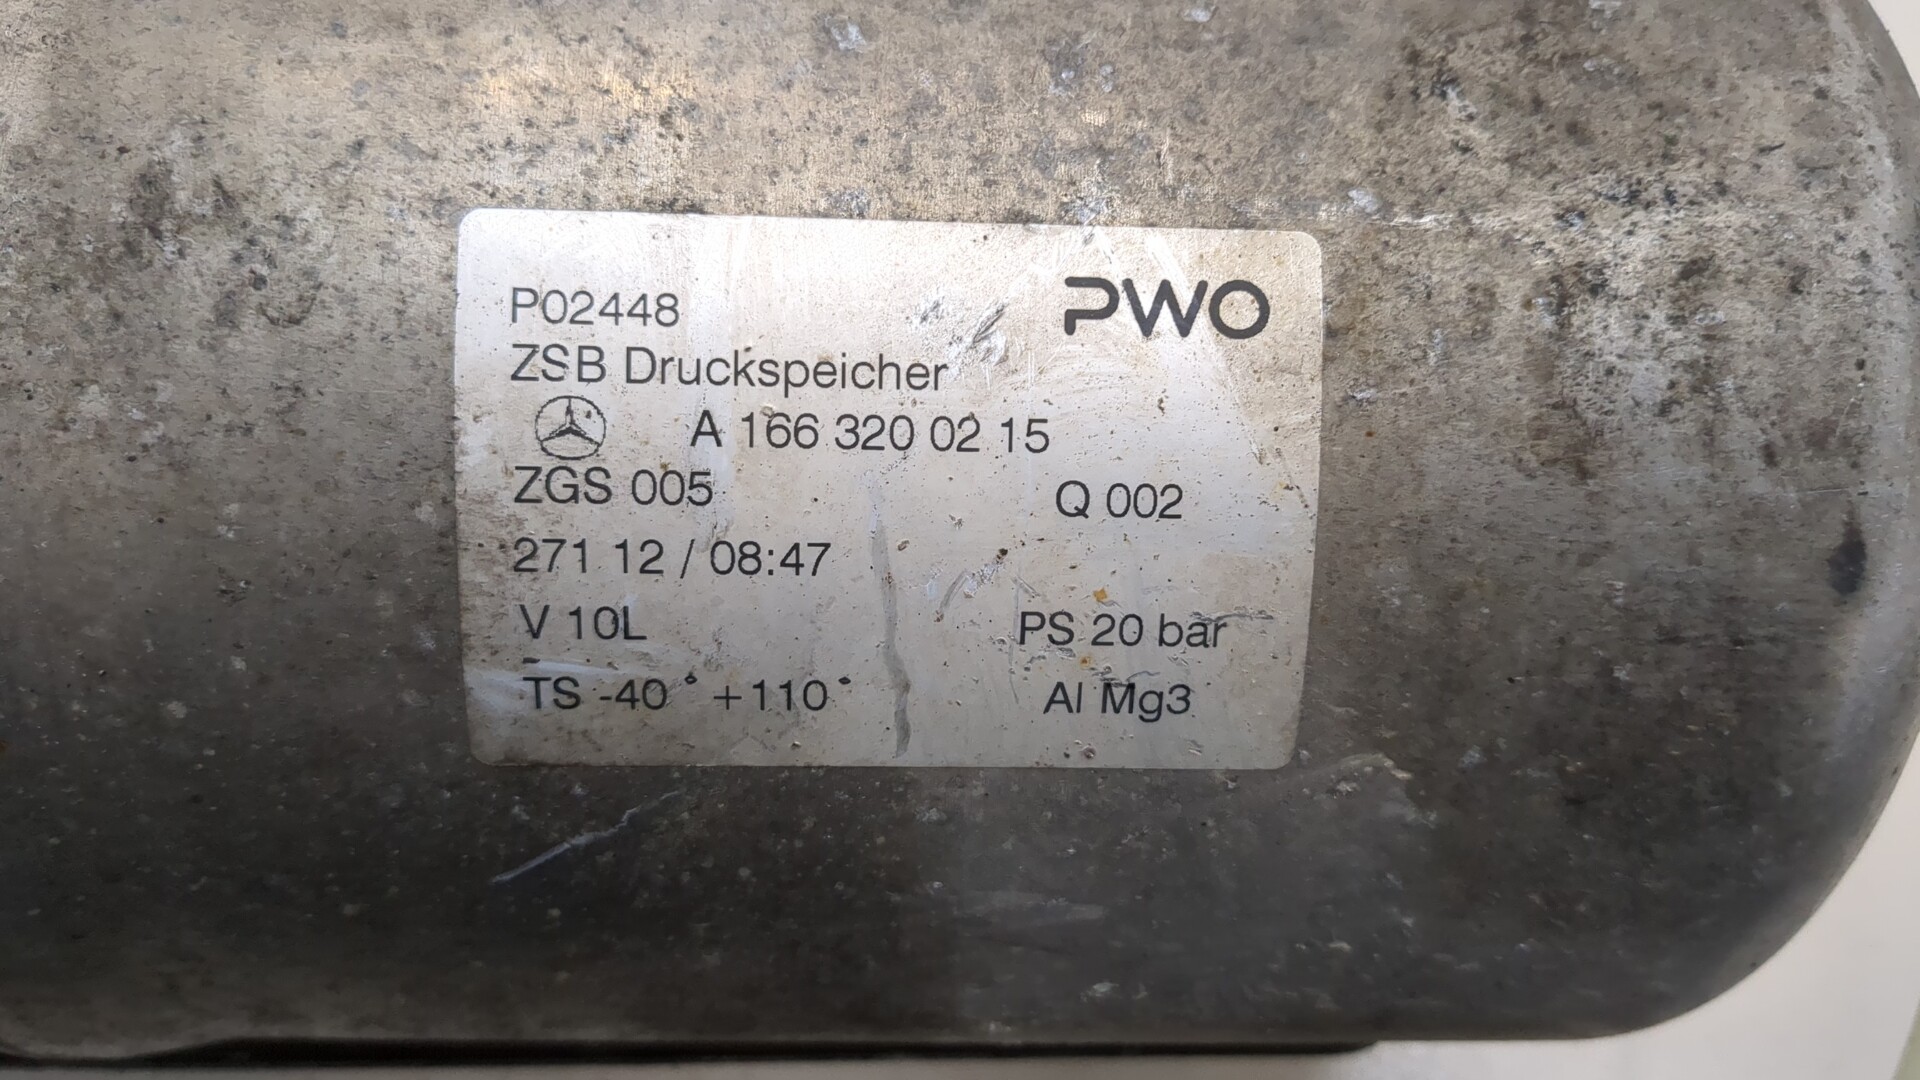 P02448 PWO
ZSB Druckspeicher
A 166 320 02 15
ZGS 005 Q 002
271 12 / 08:47
V 10L PS 20 bar
TS -40° +110° Al Mg3